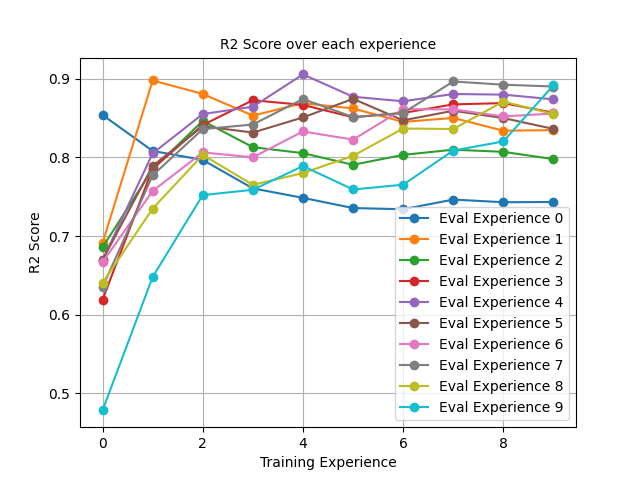 R2 Score over each experience
R2 Score
0.9
0.8
0.7
0.6
0.5
0 2 4 6 8
Training Experience
Eval Experience 0
Eval Experience 1
Eval Experience 2
Eval Experience 3
Eval Experience 4
Eval Experience 5
Eval Experience 6
Eval Experience 7
Eval Experience 8
Eval Experience 9